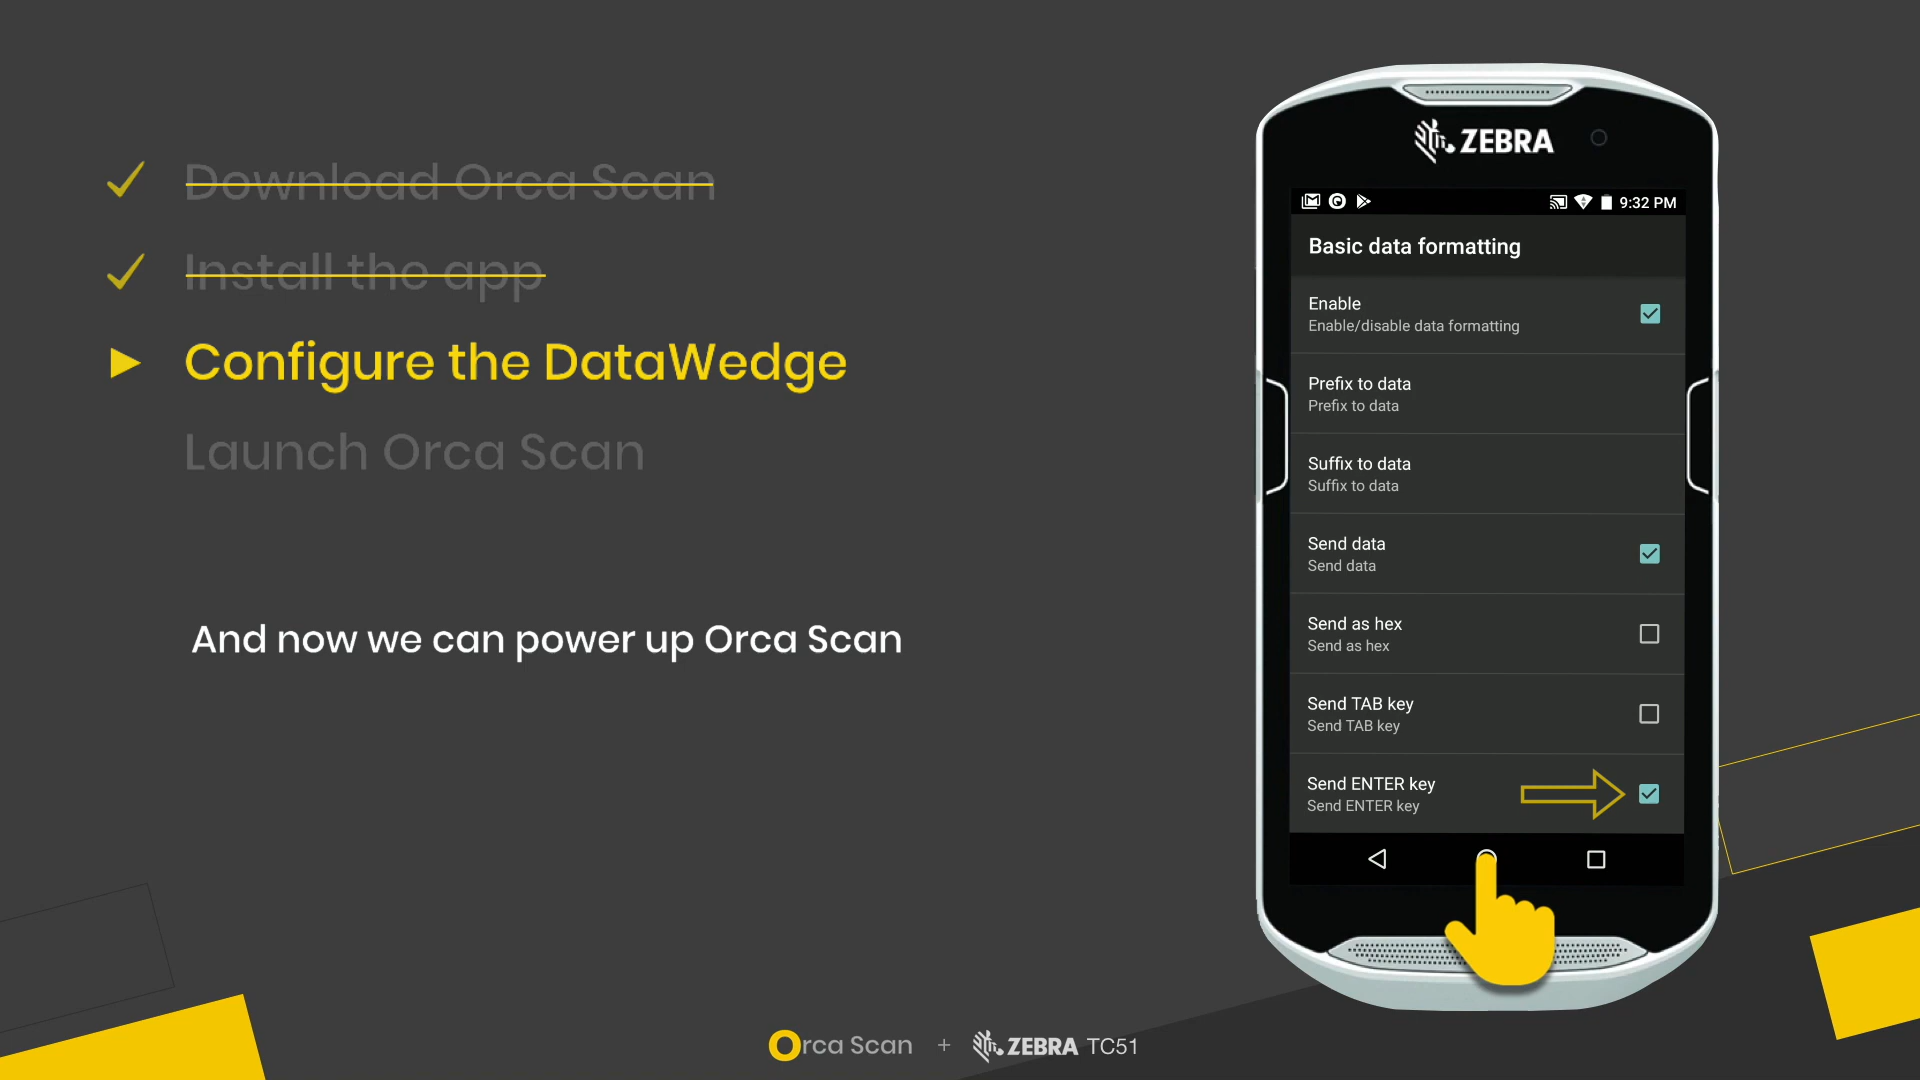 Download Orca Scan
Install the app
Configure the DataWedge
Launch Orca Scan
And now we can power up Orca Scan
ZEBRA
9:32 PM
Basic data formatting
Enable
Enable/disable data formatting
Prefix to data
Prefix to data
Suffix to data
Suffix to data
Send data
Send data
Send as hex
Send as hex
Send TAB key
Send TAB key
Send ENTER key
Send ENTER key
Orca Scan + ZEBRA TC51